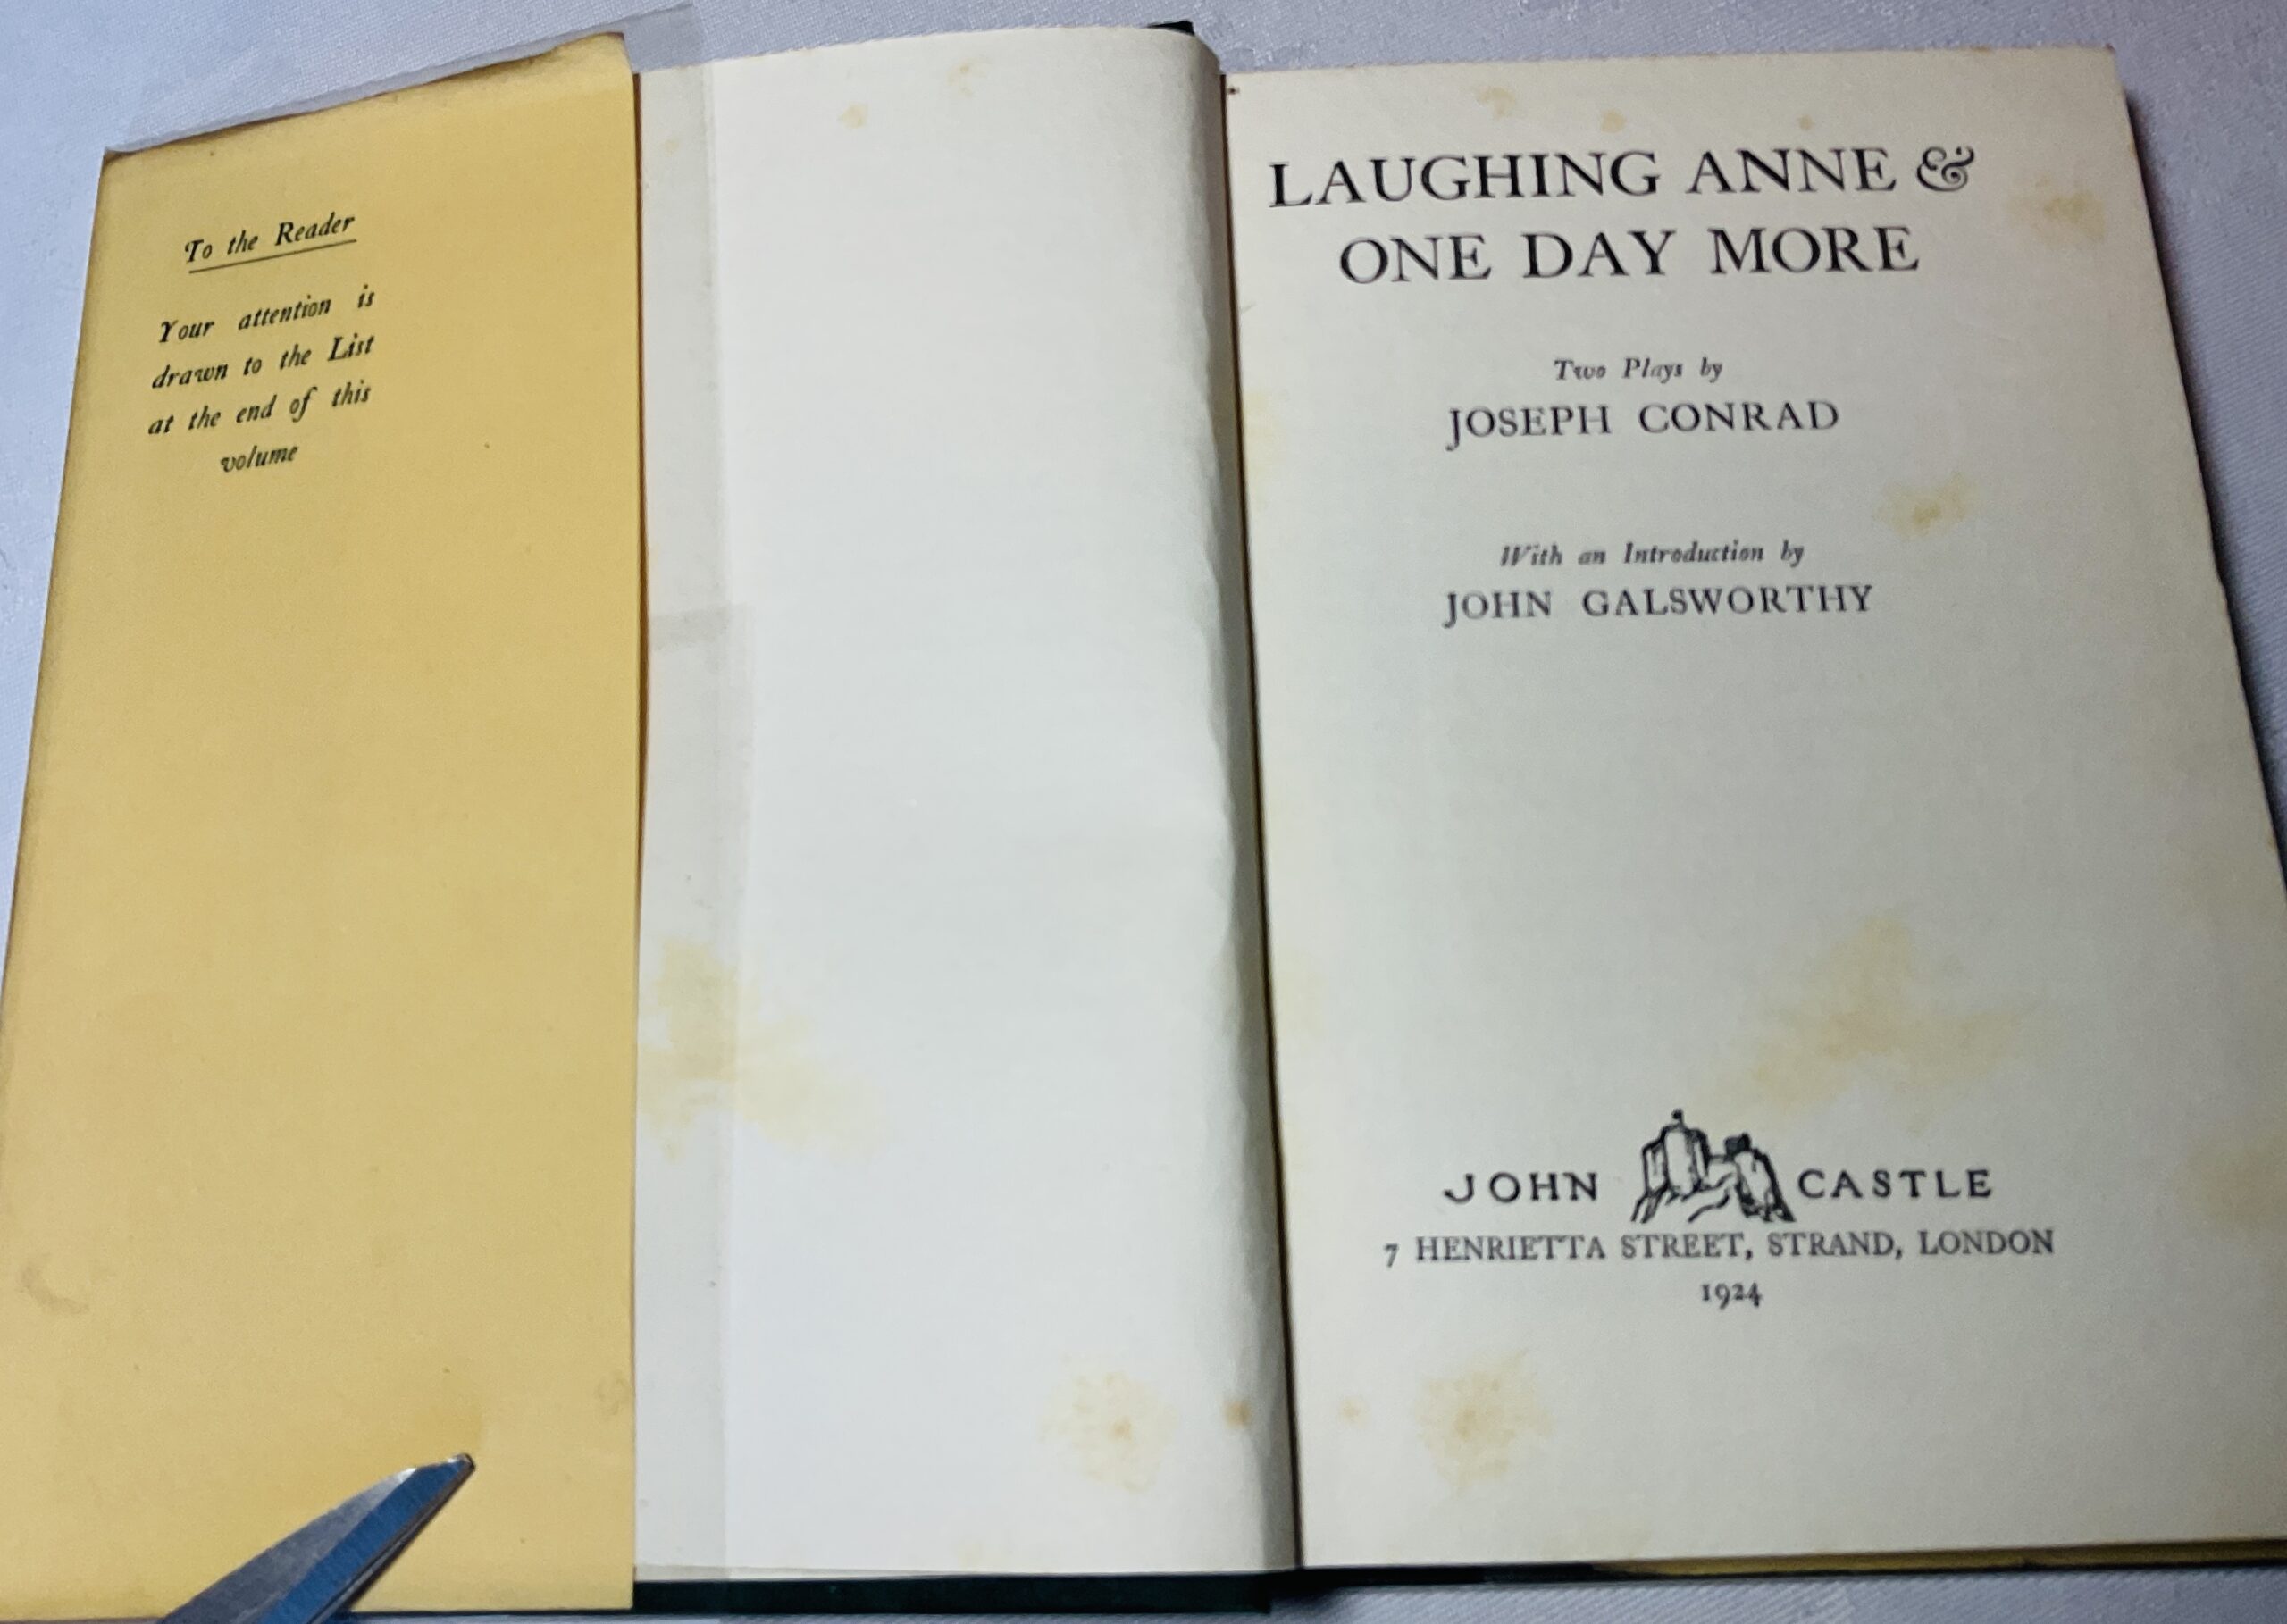 To the Reader
Your attention is
drawn to the List
at the end of this
volume
LAUGHING ANNE &
ONE DAY MORE
Two Plays by
JOSEPH CONRAD
With an Introduction by
JOHN GALSWORTHY
JOHN CASTLE
7 HENRIETTA STREET, STRAND, LONDON
1924